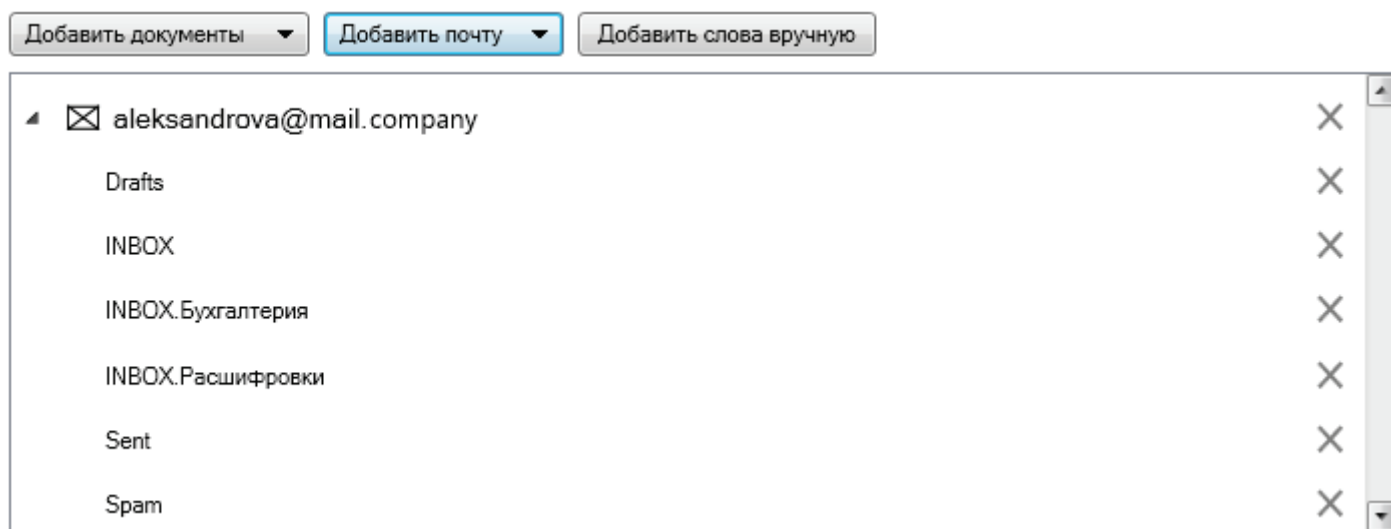 Добавить документы Добавить почту Добавить слова вручную
aleksandrova@mail.company
Drafts
INBOX
INBOX.Бухгалтерия
INBOX.Расшифровки
Sent
Spam